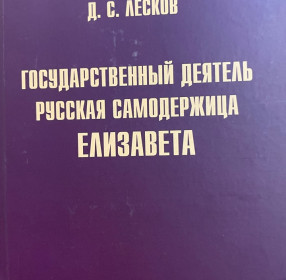 Д. С. ЛЕСКОВ
ГОСУДАРСТВЕННЫЙ ДЕЯТЕЛЬ
РУССКАЯ САМОДЕРЖИЦА
ЕЛИЗАВЕТА